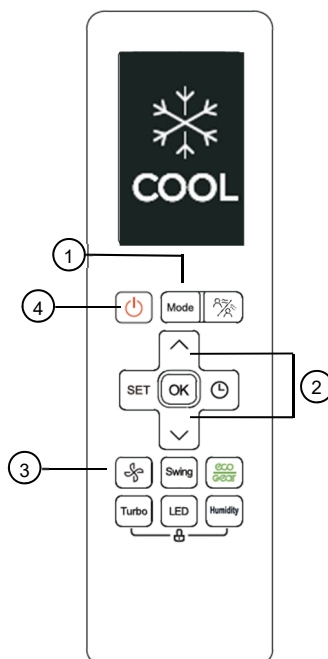 COOL
1
4
Mode
2
SET
OK
3
Swing
eco
GEAR
Turbo
LED
Humidity